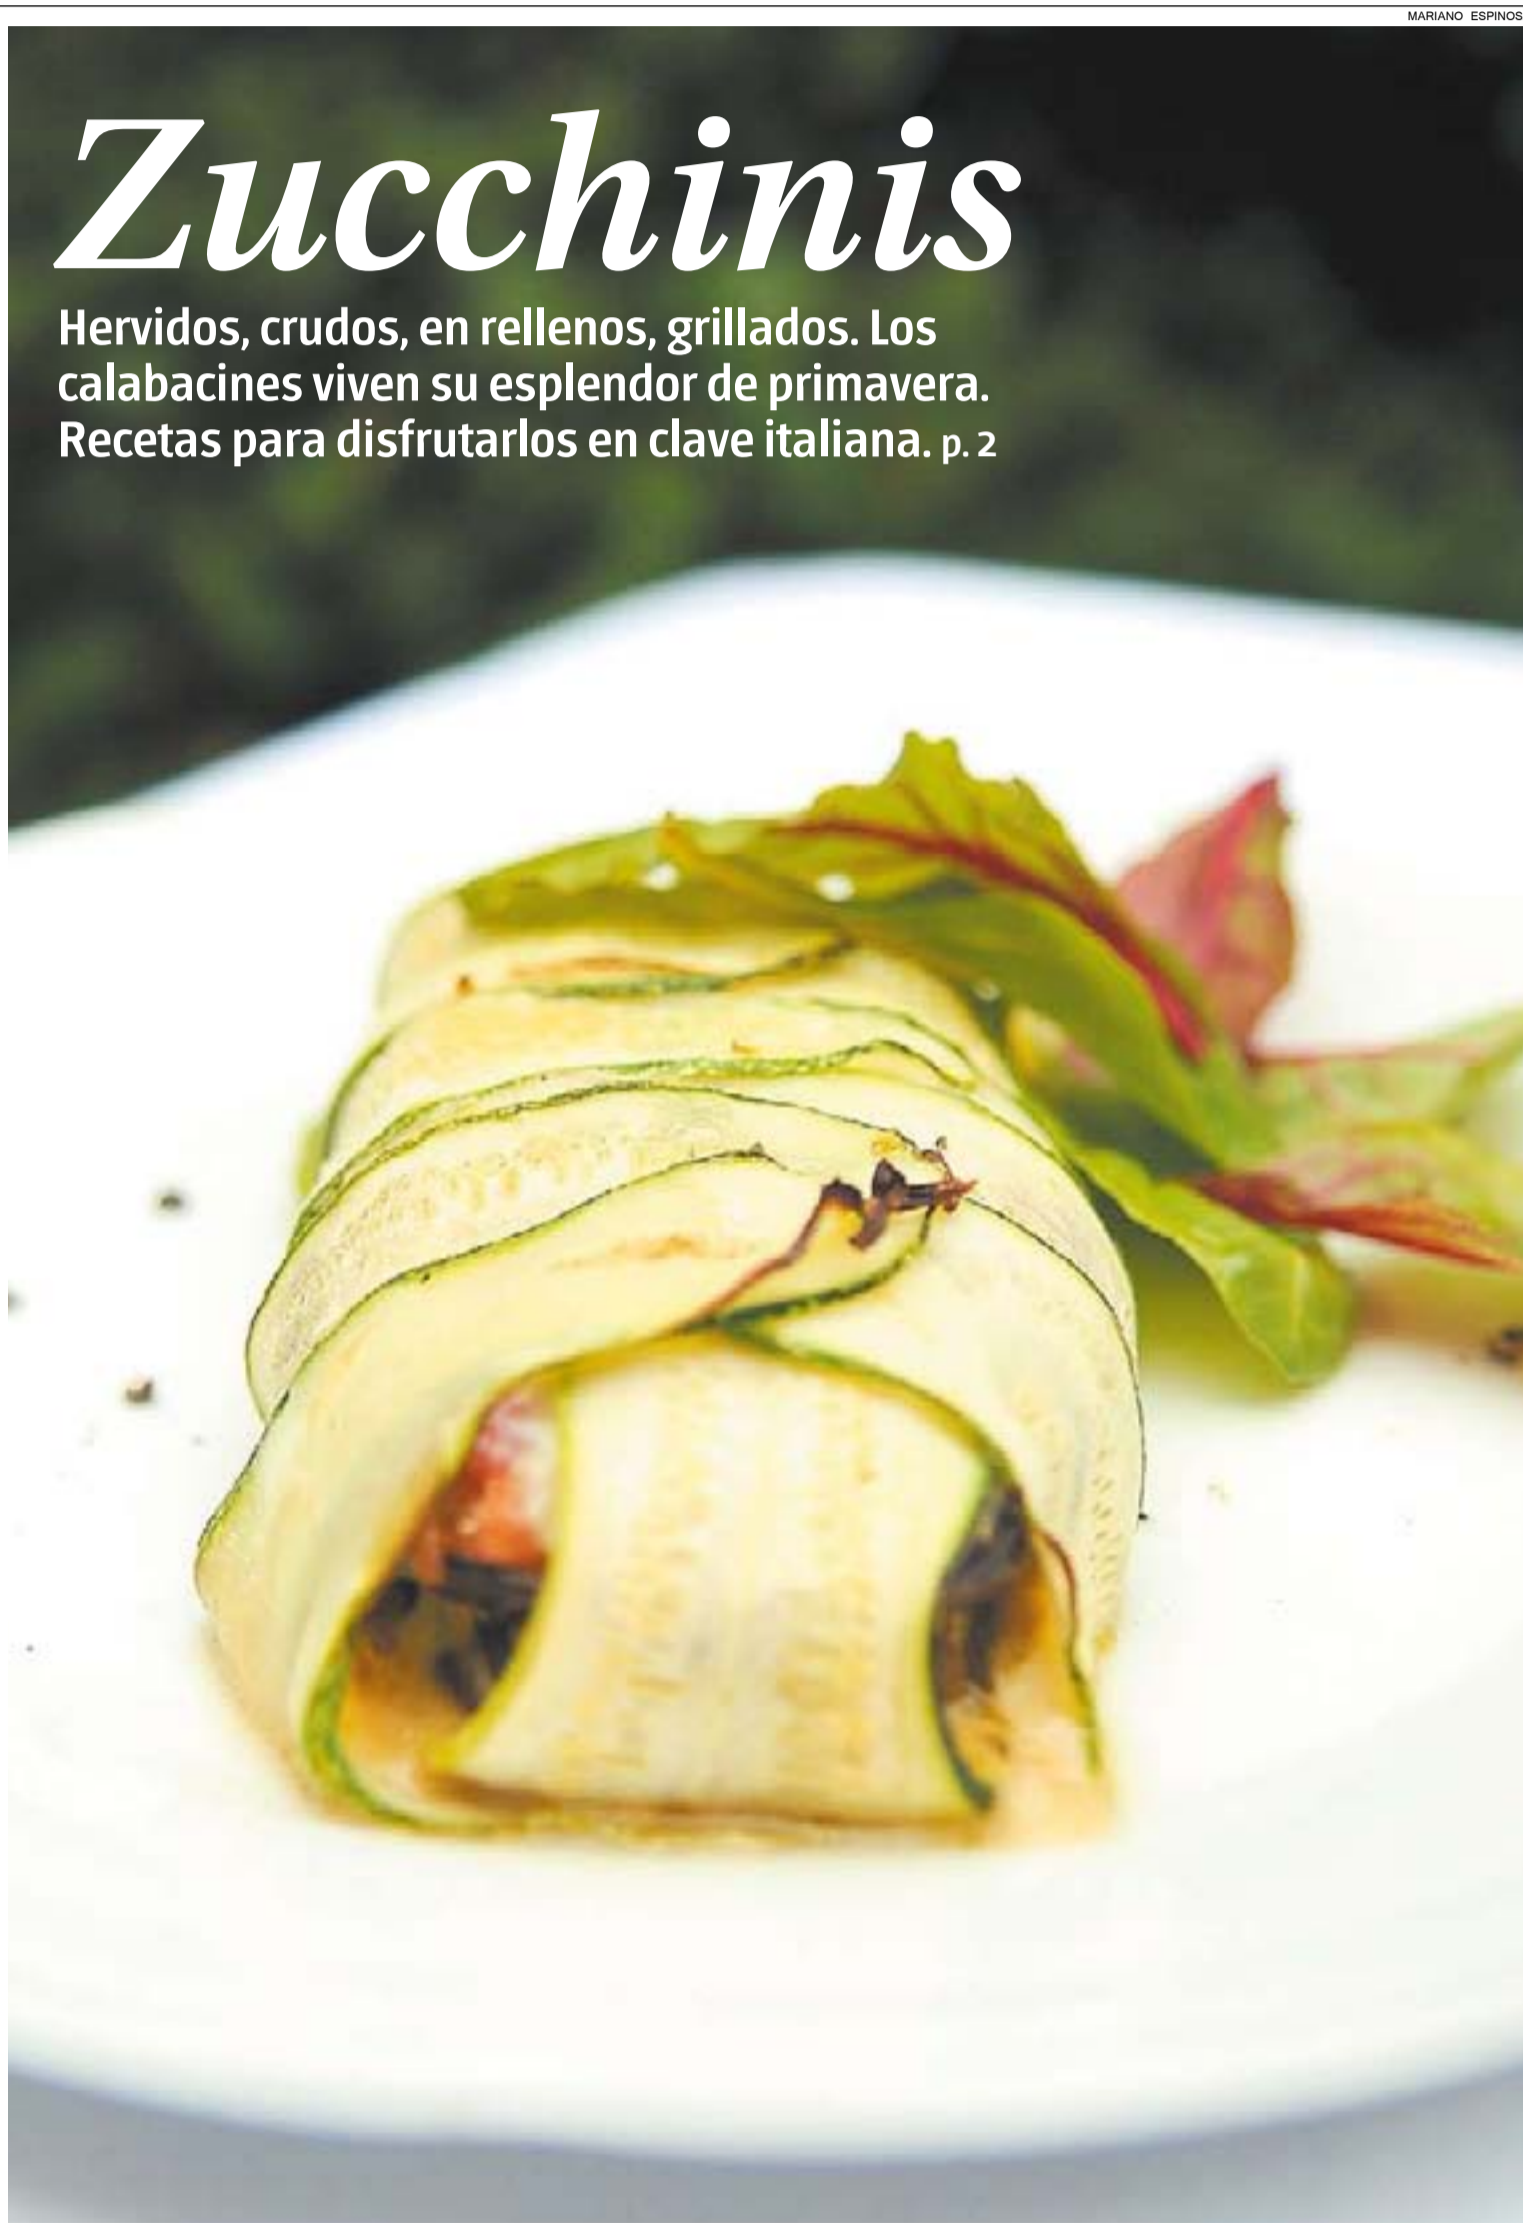 MARIANO ESPINOS
Zucchinis
Hervidos, crudos, en rellenos, grillados. Los
calabacines viven su esplendor de primavera.
Recetas para disfrutarlos en clave italiana. p. 2